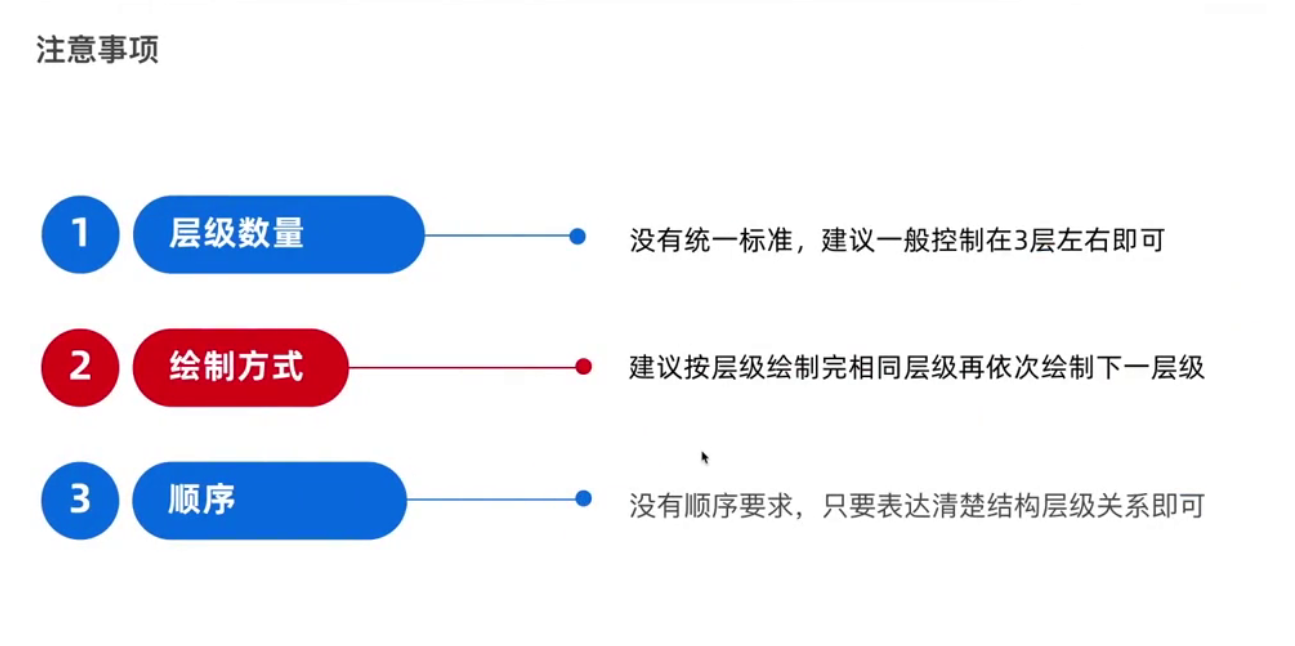 注意事项
1 层级数量 没有统一标准，建议一般控制在3层左右即可
2 绘制方式 建议按层级绘制完相同层级再依次绘制下一层级
3 顺序 没有顺序要求，只要表达清楚结构层级关系即可